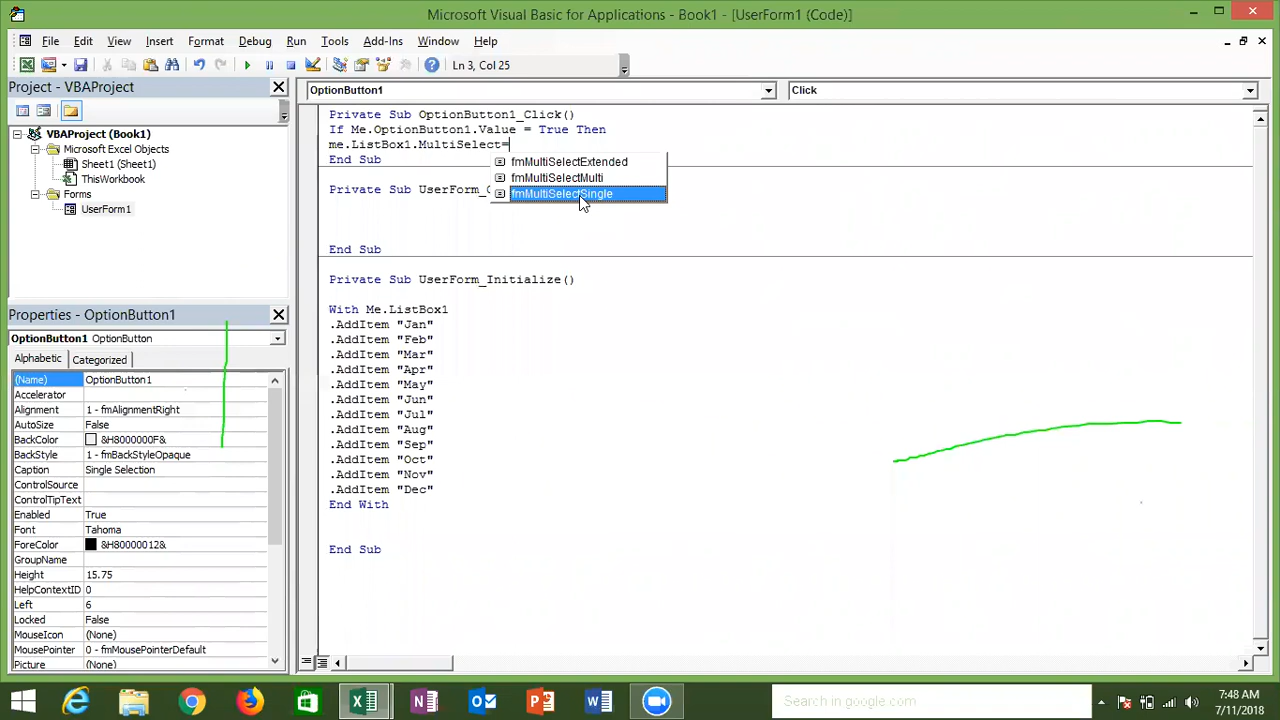 Microsoft Visual Basic for Applications - Book1 - [UserForm1 (Code)]
File Edit View Insert Format Debug Run Tools Add-Ins Window Help
Ln 3, Col 25
Project - VBAProject
VBAProject (Book1)
Microsoft Excel Objects
Sheet1 (Sheet1)
ThisWorkbook
Forms
UserForm1
Properties - OptionButton1
OptionButton1 OptionButton
Alphabetic Categorized
(Name) OptionButton1
Accelerator
Alignment 1 - fmAlignmentRight
AutoSize False
BackColor &H8000000F&
BackStyle 1 - fmBackStyleOpaque
Caption Single Selection
ControlSource
ControlTipText
Enabled True
Font Tahoma
ForeColor &H80000012&
GroupName
Height 15.75
HelpContextID 0
Left 6
Locked False
MouseIcon (None)
MousePointer 0 - fmMousePointerDefault
Picture (None)
OptionButton1 Click
Private Sub OptionButton1_Click()
If Me.OptionButton1.Value = True Then
me.ListBox1.MultiSelect=
End Sub
fmMultiSelectExtended
fmMultiSelectMulti
fmMultiSelectSingle
Private Sub UserForm_
End Sub
Private Sub UserForm_Initialize()
With Me.ListBox1
.AddItem "Jan"
.AddItem "Feb"
.AddItem "Mar"
.AddItem "Apr"
.AddItem "May"
.AddItem "Jun"
.AddItem "Jul"
.AddItem "Aug"
.AddItem "Sep"
.AddItem "Oct"
.AddItem "Nov"
.AddItem "Dec"
End With
End Sub
Search in google.com
7:48 AM
7/11/2018